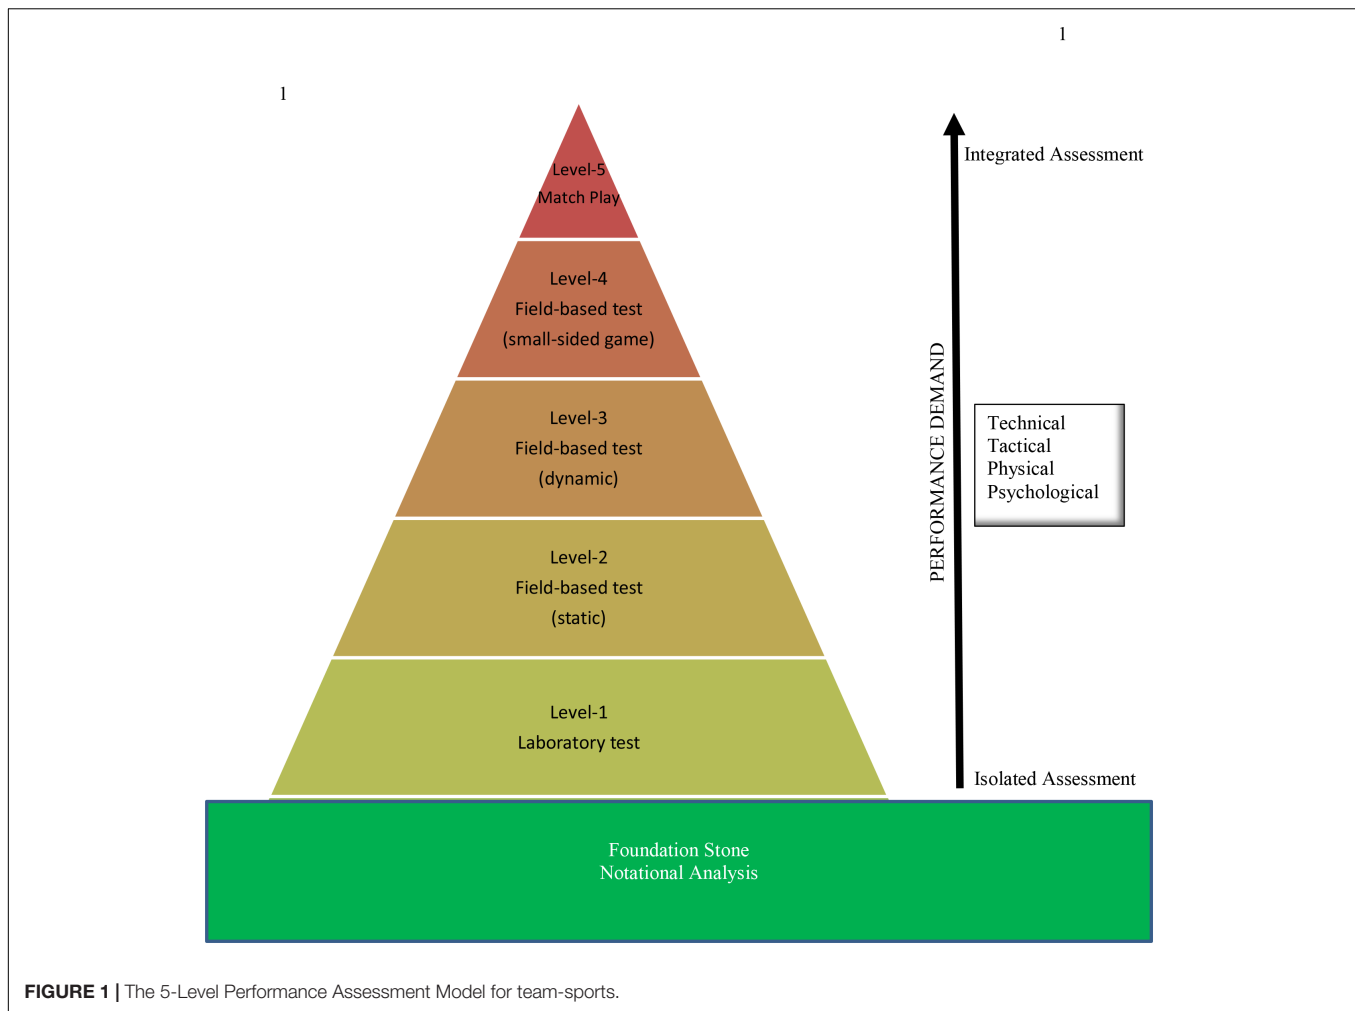 1
1
Level-5
Match Play
Integrated Assessment
Level-4
Field-based test
(small-sided game)
Level-3
Field-based test
(dynamic)
PERFORMANCE DEMAND
Technical
Tactical
Physical
Psychological
Level-2
Field-based test
(static)
Level-1
Laboratory test
Isolated Assessment
Foundation Stone
Notational Analysis
FIGURE 1 | The 5-Level Performance Assessment Model for team-sports.